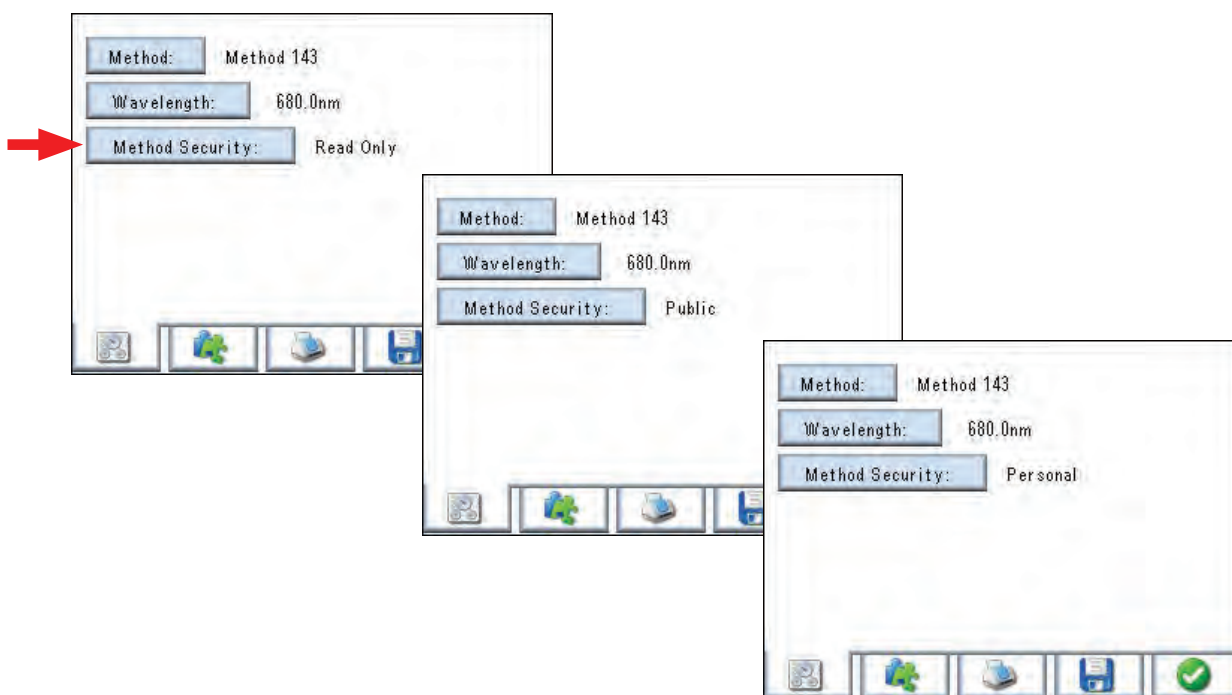 Method: Method 143
Wavelength: 680.0nm
Method Security: Read Only
Method: Method 143
Wavelength: 680.0nm
Method Security: Public
Method: Method 143
Wavelength: 680.0nm
Method Security: Personal